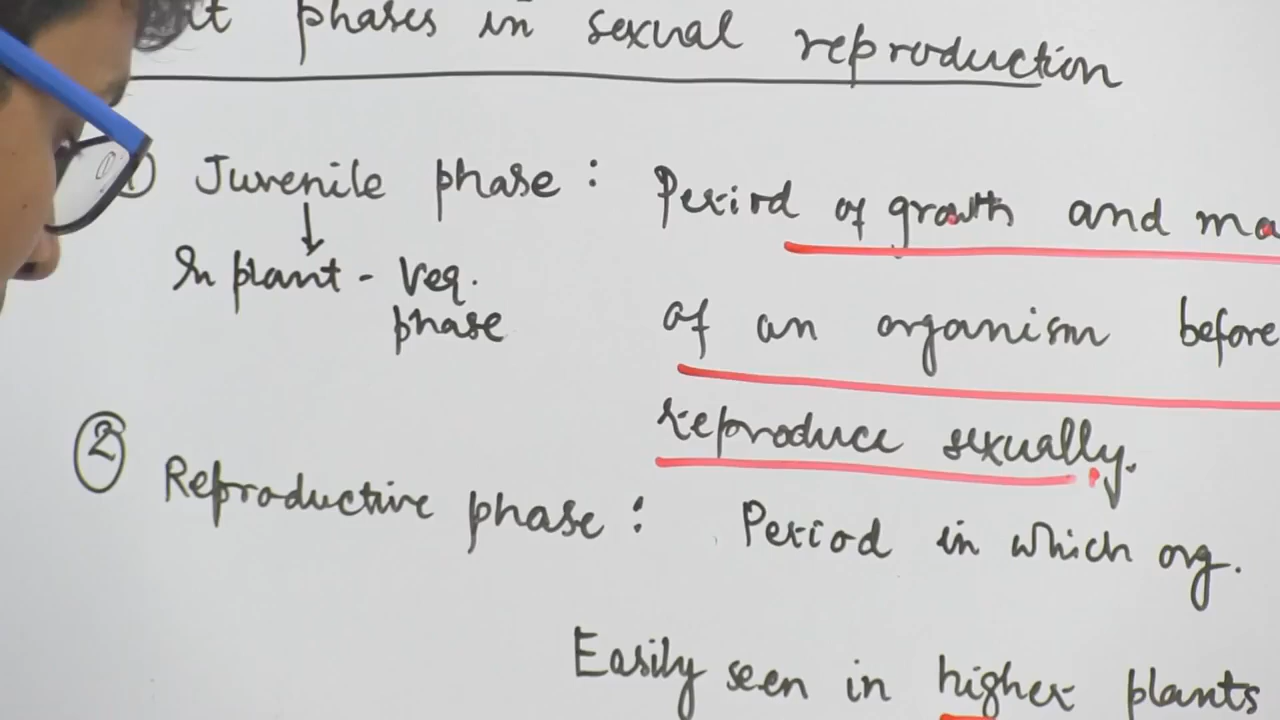 phases in sexual reproduction
Juvenile phase : Period of growth and ma
In plant - Veg.
phase
of an organism before
reproduce sexually.
2 Reproductive phase : Period in which org.
Easily seen in higher plants